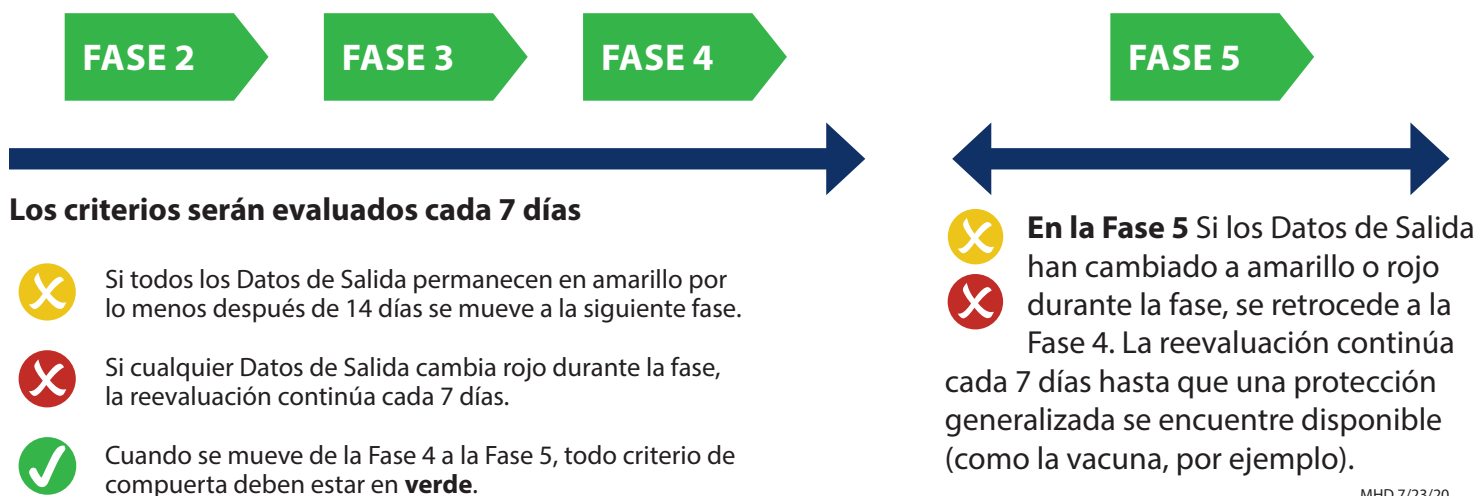 FASE 2
FASE 3
FASE 4
FASE 5
Los criterios serán evaluados cada 7 días
Si todos los Datos de Salida permanecen en amarillo por
lo menos después de 14 días se mueve a la siguiente fase.
Si cualquier Datos de Salida cambia rojo durante la fase,
la reevaluación continúa cada 7 días.
Cuando se mueve de la Fase 4 a la Fase 5, todo criterio de
compuerta deben estar en verde.
En la Fase 5 Si los Datos de Salida
han cambiado a amarillo o rojo
durante la fase, se retrocede a la
Fase 4. La reevaluación continúa
cada 7 días hasta que una protección
generalizada se encuentre disponible
(como la vacuna, por ejemplo).
MHD 7/23/20